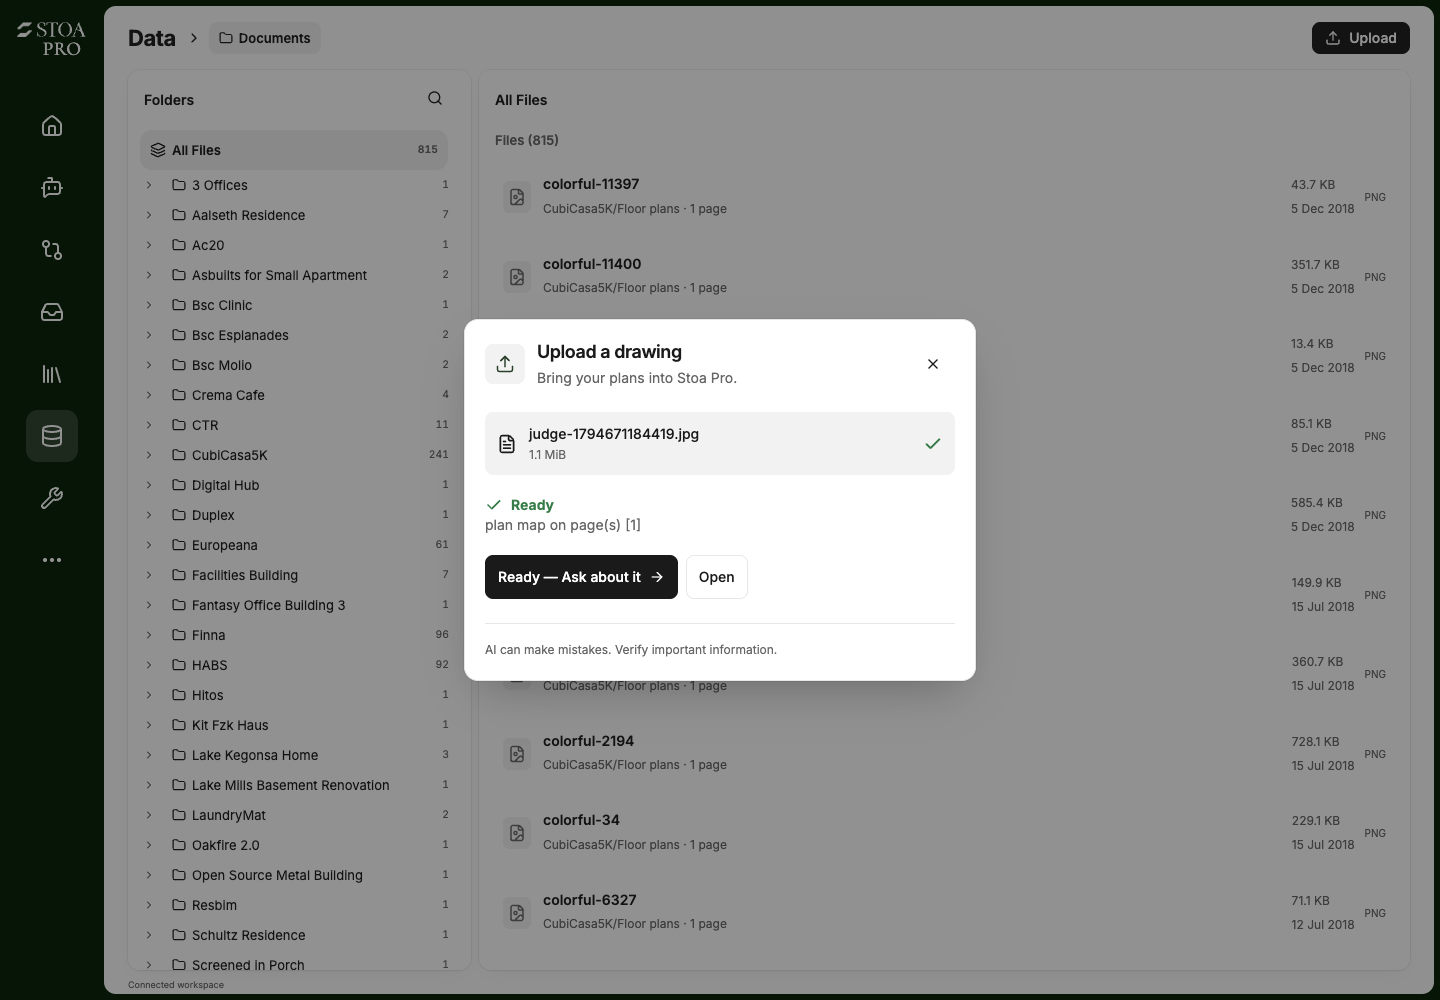 STOA
PRO
Data
Documents
Upload
Folders
All Files 815
3 Offices 1
Aalseth Residence 7
Ac20 1
Asbuilts for Small Apartment 2
Bsc Clinic 1
Bsc Esplanades 2
Bsc Molio 2
Crema Cafe 4
CTR 11
CubiCasa5K 241
Digital Hub 1
Duplex 1
Europeana 61
Facilities Building 7
Fantasy Office Building 3 1
Finna 96
HABS 92
Hitos 1
Kit Fzk Haus 1
Lake Kegonsa Home 3
Lake Mills Basement Renovation 1
LaundryMat 2
Oakfire 2.0 1
Open Source Metal Building 1
Resbim 1
Schultz Residence 1
Screened in Porch 1
All Files
Files (815)
colorful-11397 43.7 KB
CubiCasa5K/Floor plans · 1 page 5 Dec 2018 PNG
colorful-11400 351.7 KB
CubiCasa5K/Floor plans · 1 page 5 Dec 2018 PNG
13.4 KB
5 Dec 2018 PNG
85.1 KB
5 Dec 2018 PNG
585.4 KB
5 Dec 2018 PNG
149.9 KB
15 Jul 2018 PNG
360.7 KB
CubiCasa5K/Floor plans · 1 page 15 Jul 2018 PNG
colorful-2194 728.1 KB
CubiCasa5K/Floor plans · 1 page 15 Jul 2018 PNG
colorful-34 229.1 KB
CubiCasa5K/Floor plans · 1 page 15 Jul 2018 PNG
colorful-6327 71.1 KB
CubiCasa5K/Floor plans · 1 page 12 Jul 2018 PNG
Upload a drawing
Bring your plans into Stoa Pro.
judge-1794671184419.jpg
1.1 MiB
Ready
plan map on page(s) [1]
Ready — Ask about it
Open
AI can make mistakes. Verify important information.
Connected workspace